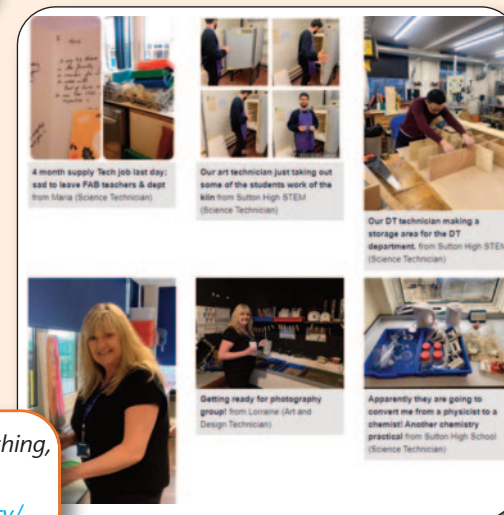 4 month supply Tech job last day;
sad to leave FAB teachers & dept
from Maria (Science Technician)
Our art technician just taking out
some of the students work of the
kiln from Sutton High STEM
(Science Technician)
Our DT technician making a
storage area for the DT
department. from Sutton High STEM
(Science Technician)
Getting ready for photography
group! from Lorraine (Art and
Design Technician)
Apparently they are going to
convert me from a physicist to a
chemist! Another chemistry
practical from Sutton High School
(Science Technician)
hing,
ry/